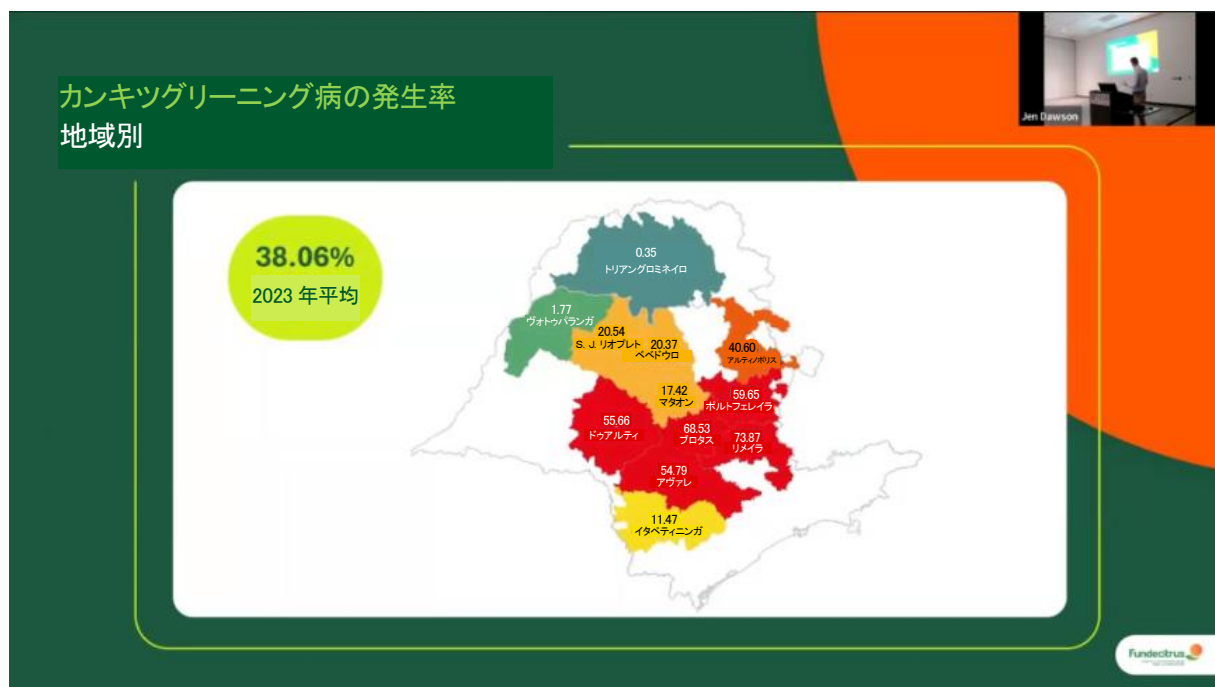 カンキツグリーニング病の発生率
地域別
Jen Dawson
38.06%
2023 年平均
0.35
トリアングロミネイロ
1.77
ヴォトゥパランガ
20.54
S. J. リオプレト
20.37
ベベドウロ
40.60
アルティノポリス
17.42
マタオン
59.65
ポルトフェレイラ
55.66
ドゥアルティ
68.53
ブロタス
73.87
リメイラ
54.79
アヴァレ
11.47
イタペティニンガ
Fundecitrus